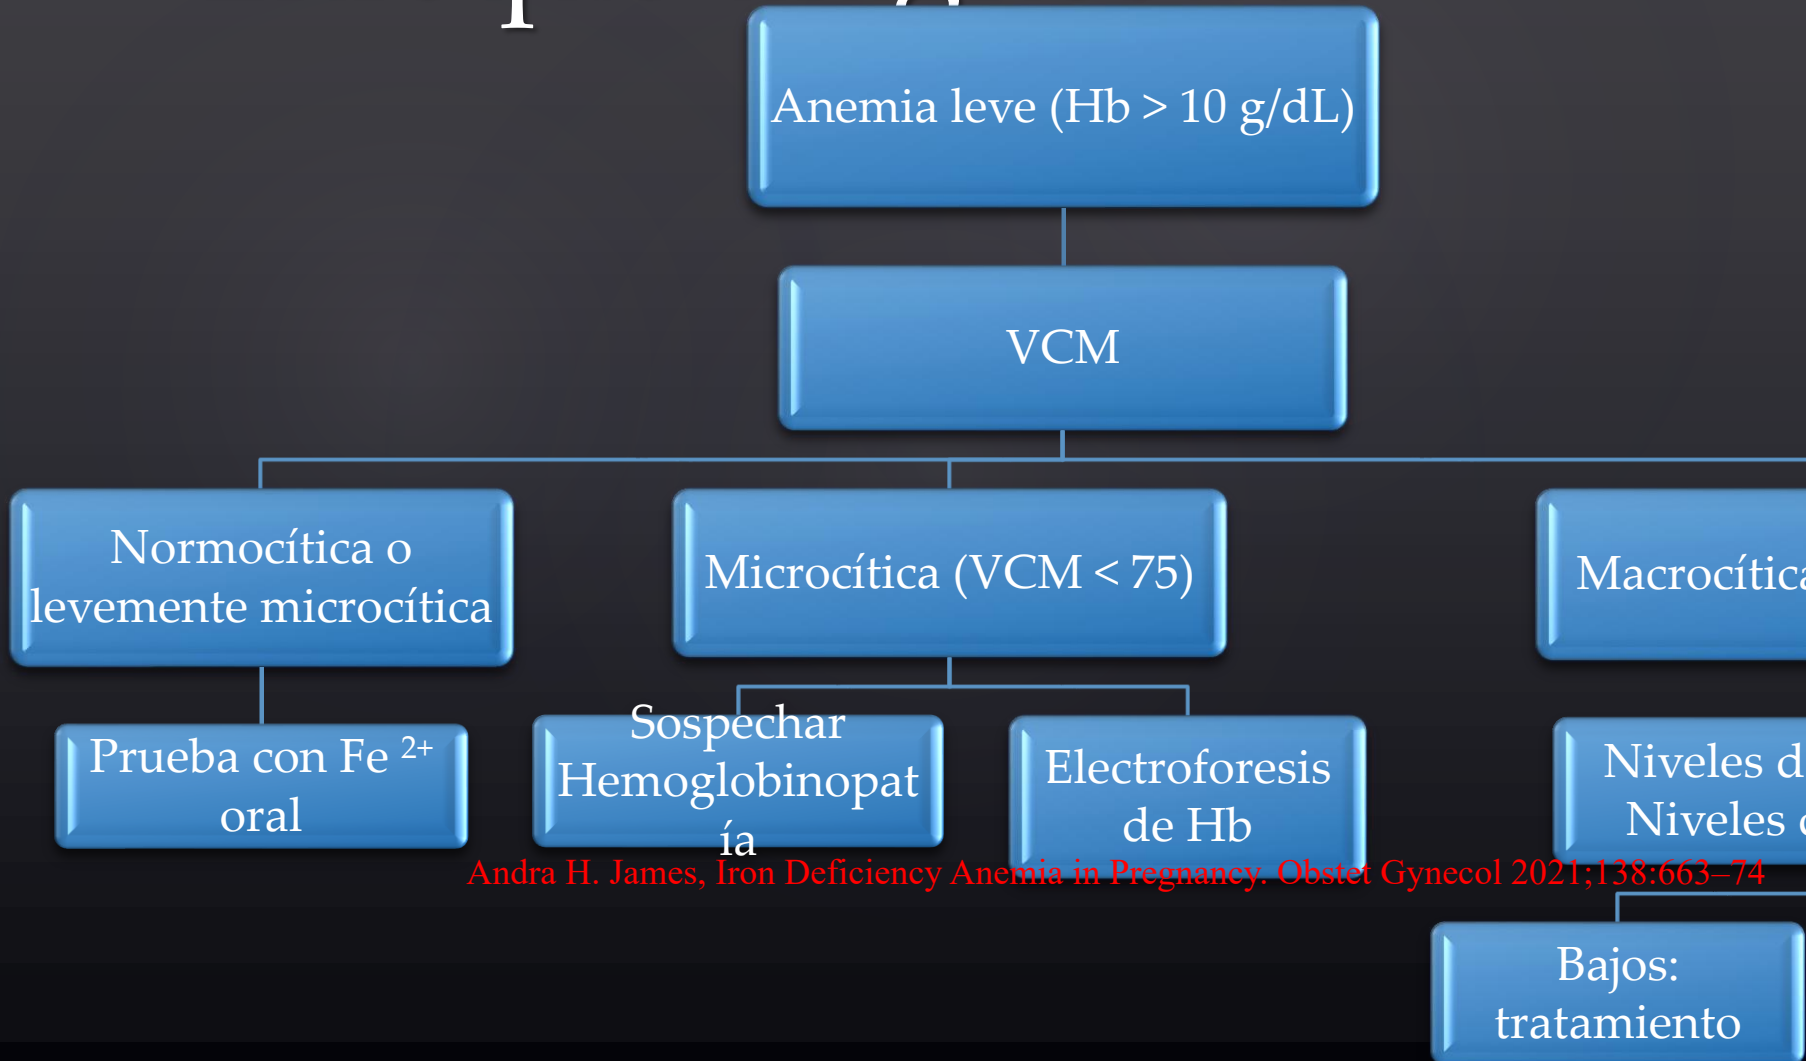 Anemia leve (Hb > 10 g/dL)
VCM
Normocítica o
levemente microcítica
Microcítica (VCM < 75)
Macrocítica
Prueba con Fe ²⁺
oral
Sospechar
Hemoglobinopat
ía
Electroforesis
de Hb
Niveles
Niveles
Andra H. James, Iron Deficiency Anemia in Pregnancy. Obstet Gynecol 2021;138:663–74
Bajos:
tratamiento